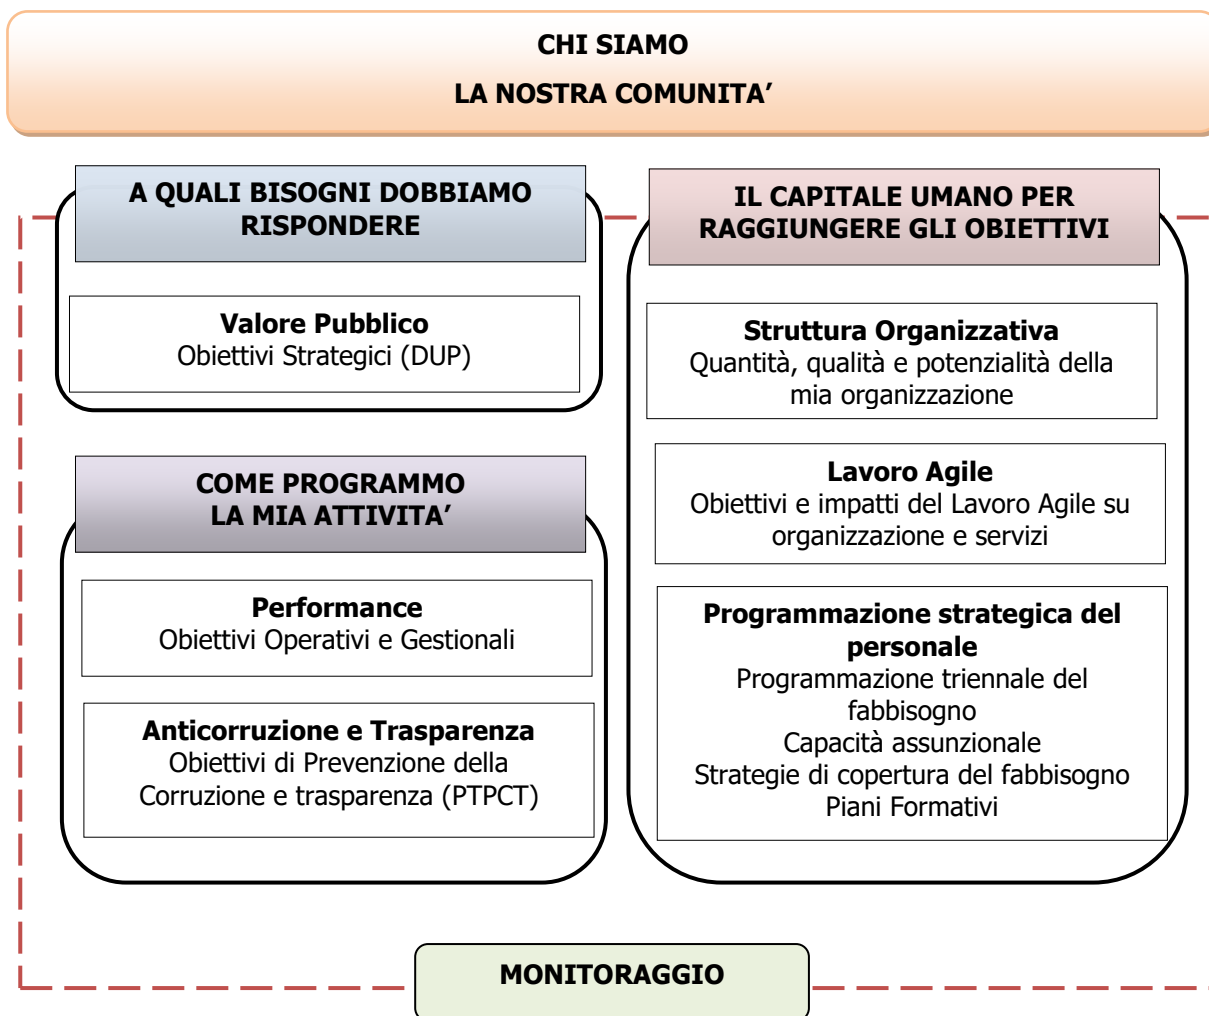 CHI SIAMO
LA NOSTRA COMUNITA’
A QUALI BISOGNI DOBBIAMO
RISPONDERE
Valore Pubblico
Obiettivi Strategici (DUP)
COME PROGRAMMO
LA MIA ATTIVITA’
Performance
Obiettivi Operativi e Gestionali
Anticorruzione e Trasparenza
Obiettivi di Prevenzione della
Corruzione e trasparenza (PTPCT)
IL CAPITALE UMANO PER
RAGGIUNGERE GLI OBIETTIVI
Struttura Organizzativa
Quantità, qualità e potenzialità della
mia organizzazione
Lavoro Agile
Obiettivi e impatti del Lavoro Agile su
organizzazione e servizi
Programmazione strategica del
personale
Programmazione triennale del
fabbisogno
Capacità assunzionale
Strategie di copertura del fabbisogno
Piani Formativi
MONITORAGGIO